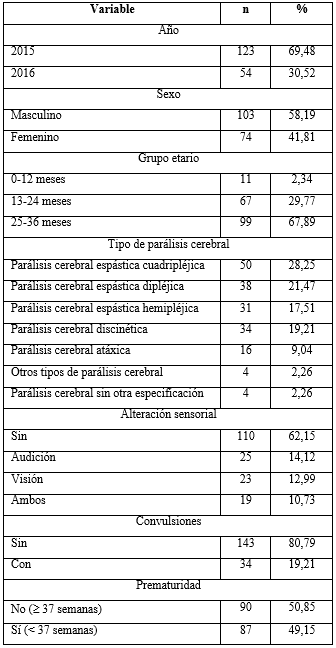 Variable n %
Año
2015 123 69,48
2016 54 30,52
Sexo
Masculino 103 58,19
Femenino 74 41,81
Grupo etario
0-12 meses 11 2,34
13-24 meses 67 29,77
25-36 meses 99 67,89
Tipo de parálisis cerebral
Parálisis cerebral espástica cuadripléjica 50 28,25
Parálisis cerebral espástica dipléjica 38 21,47
Parálisis cerebral espástica hemipléjica 31 17,51
Parálisis cerebral discinética 34 19,21
Parálisis cerebral atáxica 16 9,04
Otros tipos de parálisis cerebral 4 2,26
Parálisis cerebral sin otra especificación 4 2,26
Alteración sensorial
Sin 110 62,15
Audición 25 14,12
Visión 23 12,99
Ambos 19 10,73
Convulsiones
Sin 143 80,79
Con 34 19,21
Prematuridad
No (≥ 37 semanas) 90 50,85
Sí (< 37 semanas) 87 49,15